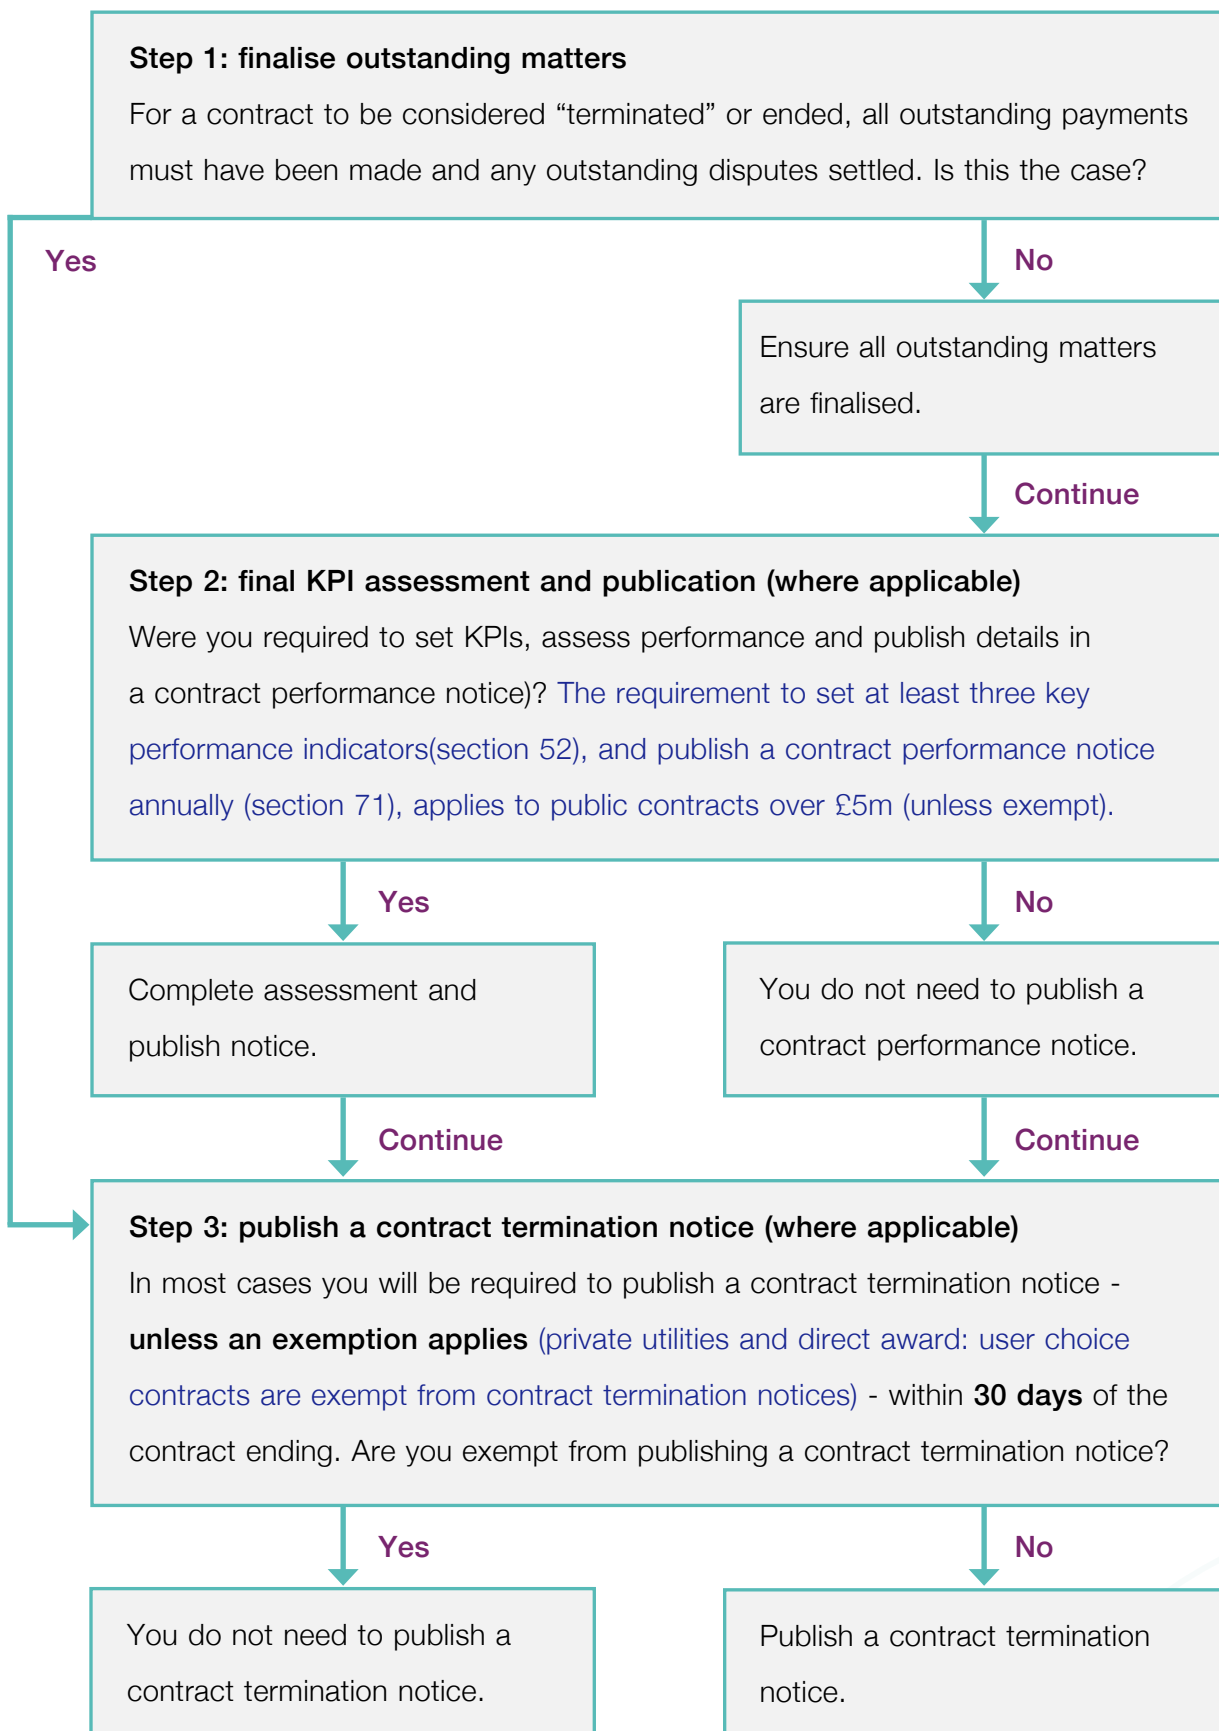 Step 1: finalise outstanding matters
For a contract to be considered “terminated” or ended, all outstanding payments
must have been made and any outstanding disputes settled. Is this the case?
Yes
No
Ensure all outstanding matters
are finalised.
Continue
Step 2: final KPI assessment and publication (where applicable)
Were you required to set KPIs, assess performance and publish details in
a contract performance notice)? The requirement to set at least three key
performance indicators(section 52), and publish a contract performance notice
annually (section 71), applies to public contracts over £5m (unless exempt).
Yes
No
Complete assessment and
publish notice.
You do not need to publish a
contract performance notice.
Continue
Continue
Step 3: publish a contract termination notice (where applicable)
In most cases you will be required to publish a contract termination notice -
unless an exemption applies (private utilities and direct award: user choice
contracts are exempt from contract termination notices) - within 30 days of the
contract ending. Are you exempt from publishing a contract termination notice?
Yes
No
You do not need to publish a
contract termination notice.
Publish a contract termination
notice.